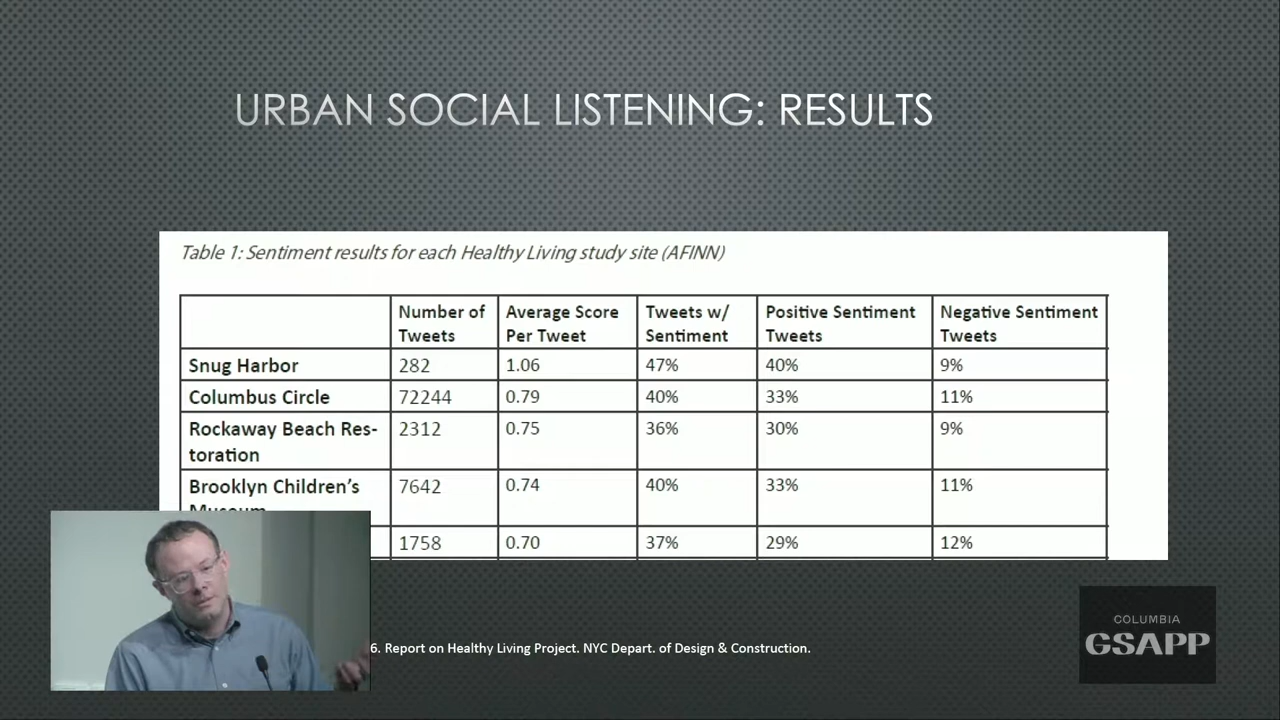 URBAN SOCIAL LISTENING: RESULTS
Table 1: Sentiment results for each Healthy Living study site (AFINN)
Number of Tweets Average Score Per Tweet Tweets w/ Sentiment Positive Sentiment Tweets Negative Sentiment Tweets
Snug Harbor 282 1.06 47% 40% 9%
Columbus Circle 72244 0.79 40% 33% 11%
Rockaway Beach Res-
toration 2312 0.75 36% 30% 9%
Brooklyn Children's
Museum 7642 0.74 40% 33% 11%
1758 0.70 37% 29% 12%
6. Report on Healthy Living Project. NYC Depart. of Design & Construction.
COLUMBIA
GSAPP